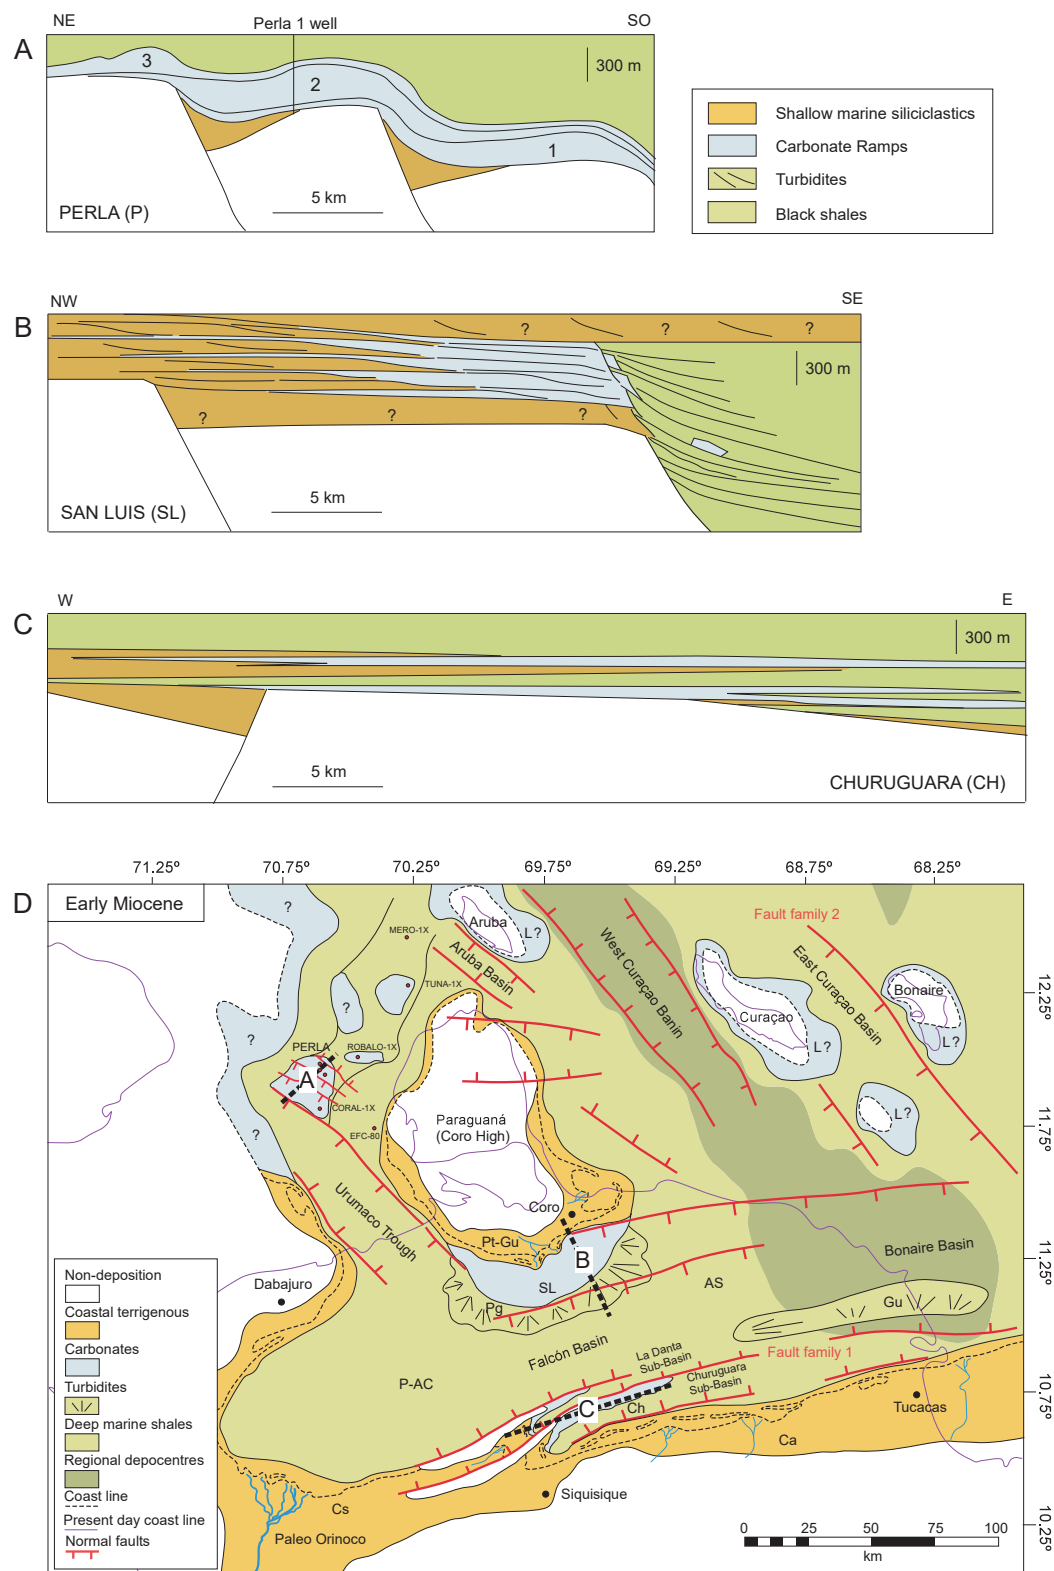 NE
Perla 1 well
SO
A
3
2
1
300 m
5 km
PERLA (P)
Shallow marine siliciclastics
Carbonate Ramps
Turbidites
Black shales
NW
SE
B
?
?
?
300 m
?
?
?
5 km
SAN LUIS (SL)
W
E
C
300 m
5 km
CHURUGUARA (CH)
71.25º
70.75º
70.25º
69.75º
69.25º
68.75º
68.25º
D
Early Miocene
?
Aruba
L?
Fault family 2
MERO-1X
Aruba Basin
West Curaçao Banin
East Curaçao Basin
TUNA-1X
Bonaire
12.25º
?
Curaçao
?
PERLA
ROBALO-1X
L?
L?
A
CORAL-1X
L?
Paraguaná
(Coro High)
11.75º
?
EFC-80
Urumaco Trough
Coro
Pt-Gu
B
Bonaire Basin
11.25º
Non-deposition
Coastal terrigenous
Carbonates
Turbidites
Deep marine shales
Regional depocentres
Coast line
Present day coast line
Normal faults
Dabajuro
SL
AS
Pg
Gu
Falcón Basin
La Danta
Sub-Basin
Fault family 1
Churuguara
Sub-Basin
P-AC
10.75º
C
Ch
Tucacas
Ca
Siquisique
Cs
Paleo Orinoco
10.25º
0
25
50
75
100
km